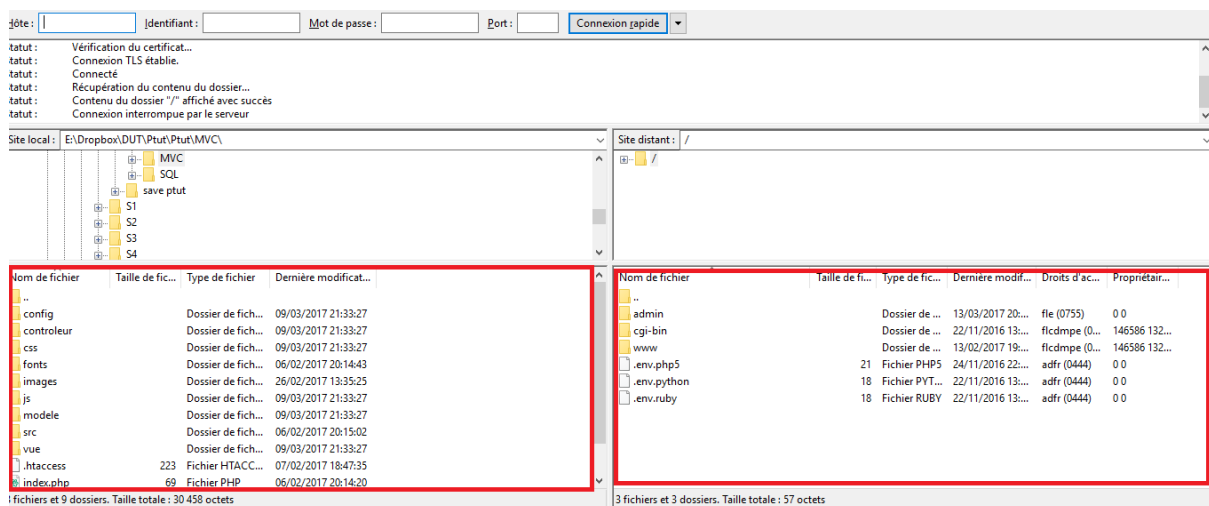 Hôte : Identifiant : Mot de passe : Port : Connexion rapide
Statut : Vérification du certificat...
Statut : Connexion TLS établie.
Statut : Connecté
Statut : Récupération du contenu du dossier...
Statut : Contenu du dossier "/" affiché avec succès
Statut : Connexion interrompue par le serveur
Site local : E:\Dropbox\DUT\Ptut\Ptut\MVC\
MVC
SQL
save ptut
S1
S2
S3
S4
Site distant : /
/
Nom de fichier Taille de fic... Type de fichier Dernière modificat...
..
config Dossier de fich... 09/03/2017 21:33:27
controleur Dossier de fich... 09/03/2017 21:33:27
css Dossier de fich... 09/03/2017 21:33:27
fonts Dossier de fich... 06/02/2017 20:14:43
images Dossier de fich... 26/02/2017 13:35:25
js Dossier de fich... 09/03/2017 21:33:27
modele Dossier de fich... 09/03/2017 21:33:27
src Dossier de fich... 06/02/2017 20:15:02
vue Dossier de fich... 09/03/2017 21:33:27
.htaccess 223 Fichier HTACC... 07/02/2017 18:47:35
index.php 69 Fichier PHP 06/02/2017 20:14:20
fichiers et 9 dossiers. Taille totale : 30 458 octets
Nom de fichier Taille de fi... Type de fic... Dernière modif... Droits d'ac... Propriétair...
..
admin Dossier de ... 13/03/2017 20:... fle (0755) 0 0
cgi-bin Dossier de ... 22/11/2016 13:... flcdmpe (0... 146586 132...
www Dossier de ... 13/02/2017 19:... flcdmpe (0... 146586 132...
.env.php5 21 Fichier PHP5 24/11/2016 22:... adfr (0444) 0 0
.env.python 18 Fichier PYT... 22/11/2016 13:... adfr (0444) 0 0
.env.ruby 18 Fichier RUBY 22/11/2016 13:... adfr (0444) 0 0
3 fichiers et 3 dossiers. Taille totale : 57 octets